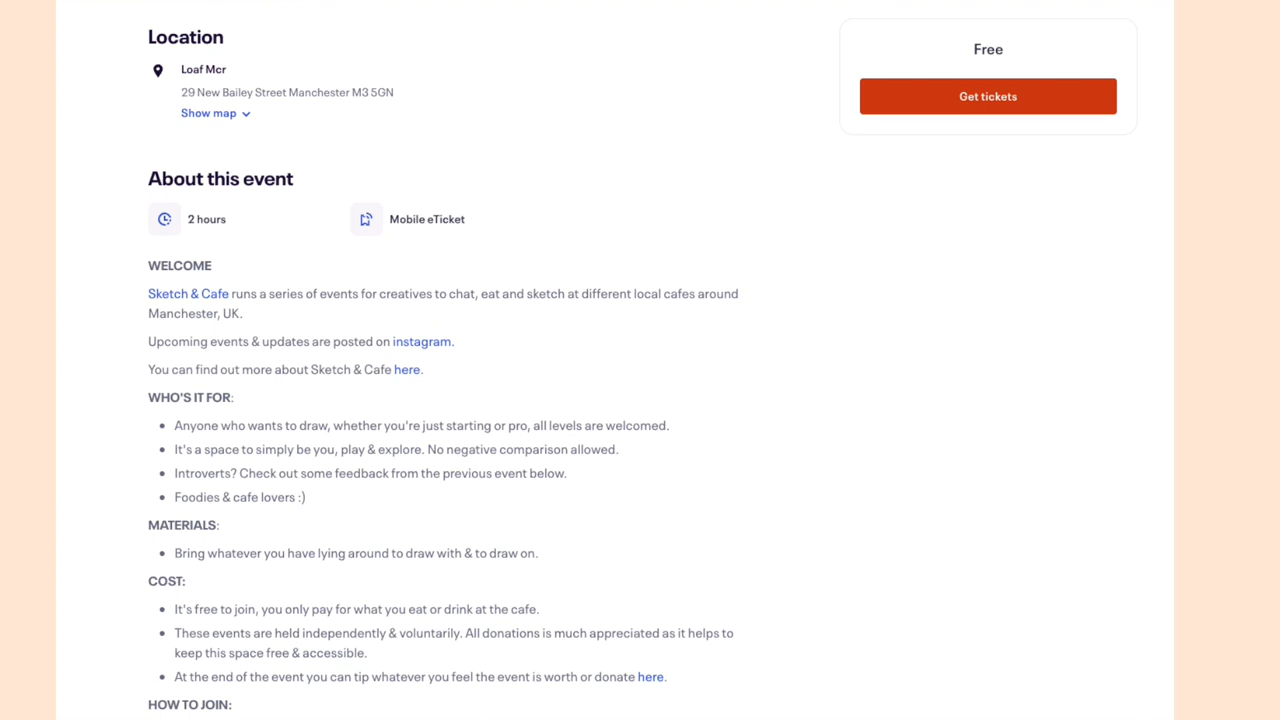 Location
Loaf Mcr
29 New Bailey Street Manchester M3 5GN
Show map
Free
Get tickets
About this event
2 hours
Mobile eTicket
WELCOME
Sketch & Cafe runs a series of events for creatives to chat, eat and sketch at different local cafes around
Manchester, UK.
Upcoming events & updates are posted on instagram.
You can find out more about Sketch & Cafe here.
WHO'S IT FOR:
Anyone who wants to draw, whether you're just starting or pro, all levels are welcomed.
It's a space to simply be you, play & explore. No negative comparison allowed.
Introverts? Check out some feedback from the previous event below.
Foodies & cafe lovers :)
MATERIALS:
Bring whatever you have lying around to draw with & to draw on.
COST:
It's free to join, you only pay for what you eat or drink at the cafe.
These events are held independently & voluntarily. All donations is much appreciated as it helps to
keep this space free & accessible.
At the end of the event you can tip whatever you feel the event is worth or donate here.
HOW TO JOIN: